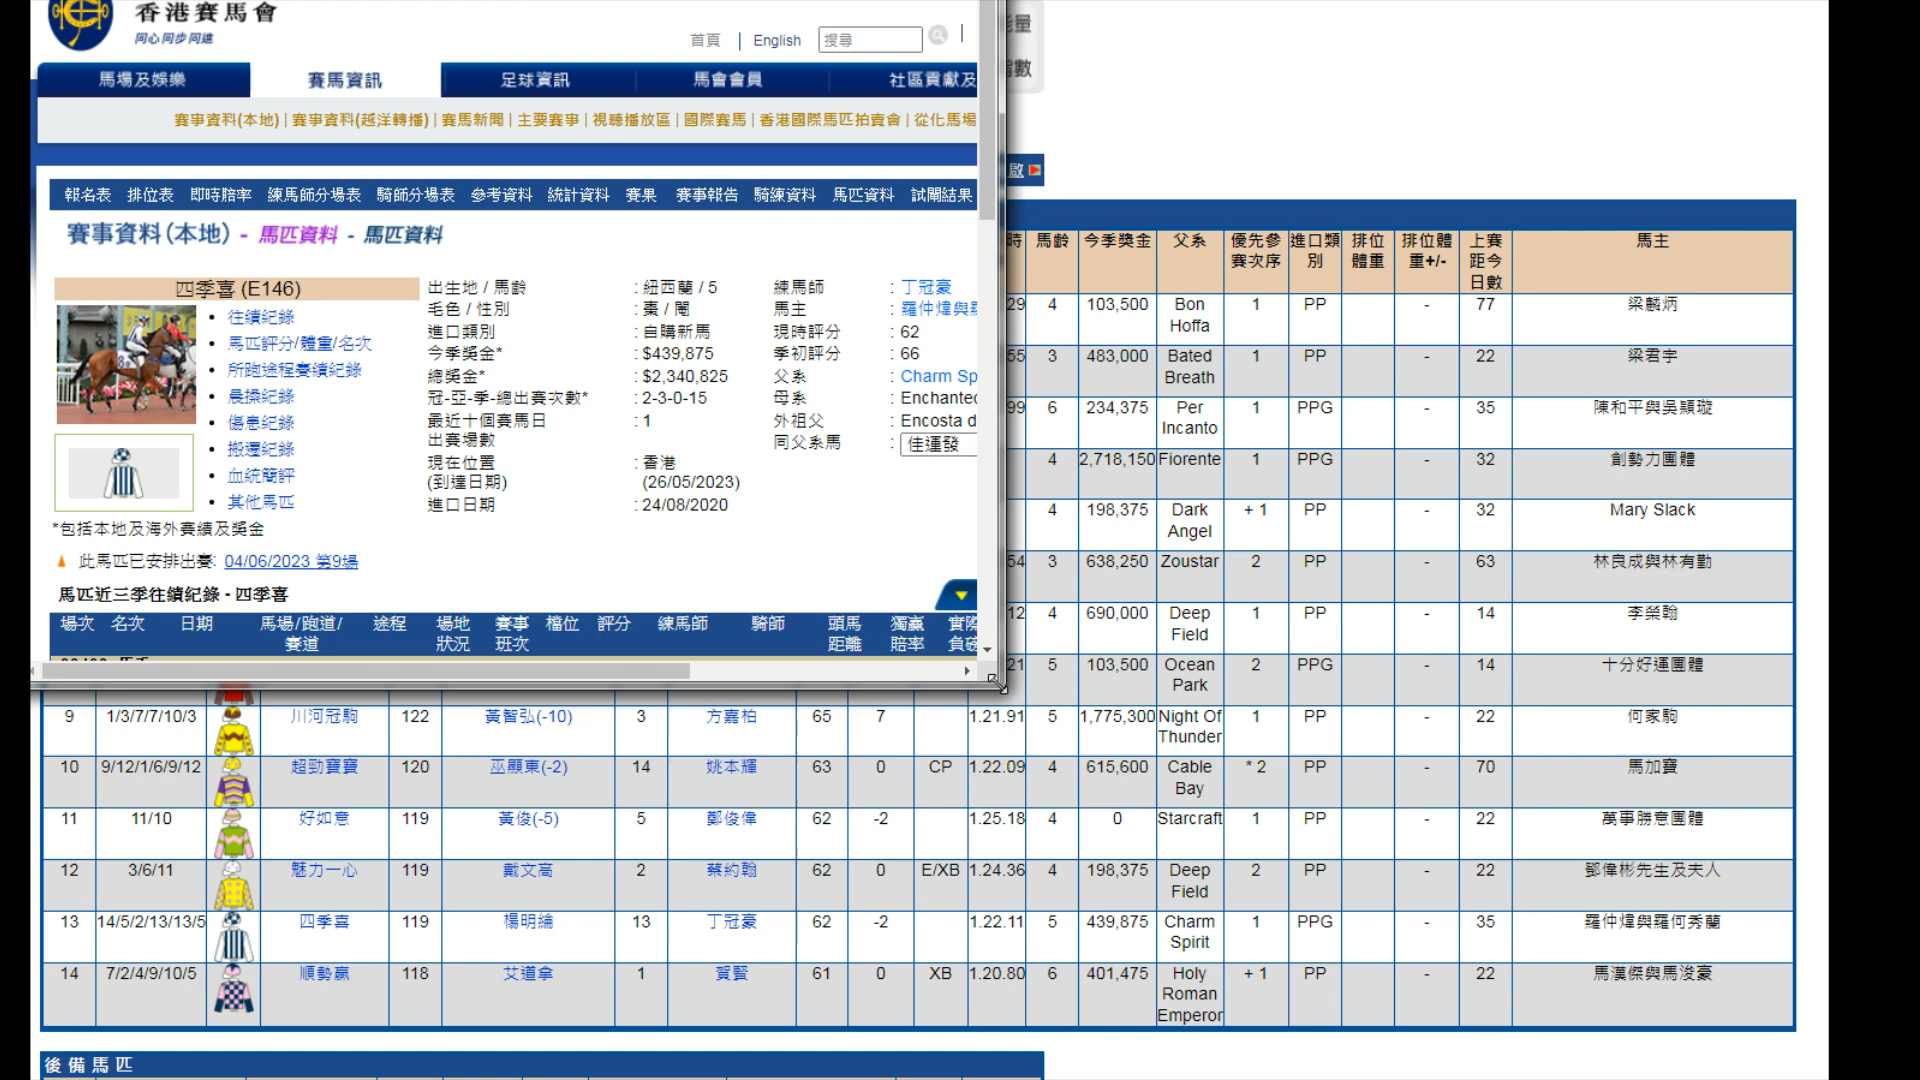 香港賽馬會
同心同步同進
首頁 | English 搜尋 |
馬場及娛樂 賽馬資訊 足球資訊 馬會會員 社區貢獻及
賽事資料(本地) | 賽事資料(越洋轉播) | 賽馬新聞 | 主要賽事 | 視聽播放區 | 國際賽馬 | 香港國際馬匹拍賣會 | 從化馬場
報名表 排位表 即時賠率 練馬師分場表 騎師分場表 參考資料 統計資料 賽果 賽事報告 騎練資料 馬匹資料 試閘結果
賽事資料(本地) - 馬匹資料 - 馬匹資料
四季喜 (E146)
往績紀錄
馬匹評分/體重/名次
所跑途程賽績紀錄
晨操紀錄
傷患紀錄
搬遷紀錄
血統簡評
其他馬匹
出生地 / 馬齡 : 紐西蘭 / 5
毛色 / 性別 : 棗 / 閹
進口類別 : 自購新馬
今季獎金* : $439,875
總獎金* : $2,340,825
冠-亞-季-總出賽次數* : 2-3-0-15
最近十個賽馬日 : 1
出賽場數
現在位置 : 香港
(到達日期) (26/05/2023)
進口日期 : 24/08/2020
練馬師 : 丁冠豪
馬主 : 羅仲煒與羅
現時評分 : 62
季初評分 : 66
父系 : Charm Sp
母系 : Enchanted
外祖父 : Encosta d
同父系馬 : 佳運發
*包括本地及海外賽績及獎金
此馬匹已安排出賽: 04/06/2023 第9場
馬匹近三季往績紀錄 - 四季喜
場次 名次 日期 馬場/跑道/ 途程 場地 賽事 檔位 評分 練馬師 騎師 頭馬 獨贏 實際
賽道 狀況 班次 距離 賠率 負磅
能量
指數
啟
時 馬齡 今季獎金 父系 優先參 進口類 排位 排位體 上賽 馬主
賽次序 別 體重 重+/- 距今
日數
29 4 103,500 Bon 1 PP - 77 梁麟炳
Hoffa
55 3 483,000 Bated 1 PP - 22 梁君宇
Breath
99 6 234,375 Per 1 PPG - 35 陳和平與吳穎璇
Incanto
4 2,718,150 Fiorente 1 PPG - 32 創勢力團體
4 198,375 Dark + 1 PP - 32 Mary Slack
Angel
54 3 638,250 Zoustar 2 PP - 63 林良成與林有勤
12 4 690,000 Deep 1 PP - 14 李榮翰
Field
21 5 103,500 Ocean 2 PPG - 14 十分好運團體
Park
9 1/3/7/7/10/3 川河冠駒 122 黃智弘(-10) 3 方嘉柏 65 7 1.21.91 5 1,775,300 Night Of 1 PP - 22 何家駒
Thunder
10 9/12/1/6/9/12 超勁寶寶 120 巫顯東(-2) 14 姚本輝 63 0 CP 1.22.09 4 615,600 Cable * 2 PP - 70 馬加寶
Bay
11 11/10 好如意 119 黃俊(-5) 5 鄭俊偉 62 -2 1.25.18 4 0 Starcraft 1 PP - 22 萬事勝意團體
12 3/6/11 魅力一心 119 戴文高 2 蔡約翰 62 0 E/XB 1.24.36 4 198,375 Deep 2 PP - 22 鄧偉彬先生及夫人
Field
13 14/5/2/13/13/5 四季喜 119 楊明綸 13 丁冠豪 62 -2 1.22.11 5 439,875 Charm 1 PPG - 35 羅仲煒與羅何秀蘭
Spirit
14 7/2/4/9/10/5 順勢贏 118 艾道拿 1 賀賢 61 0 XB 1.20.80 6 401,475 Holy + 1 PP - 22 馬漢傑與馬浚豪
Roman
Emperor
後備馬匹